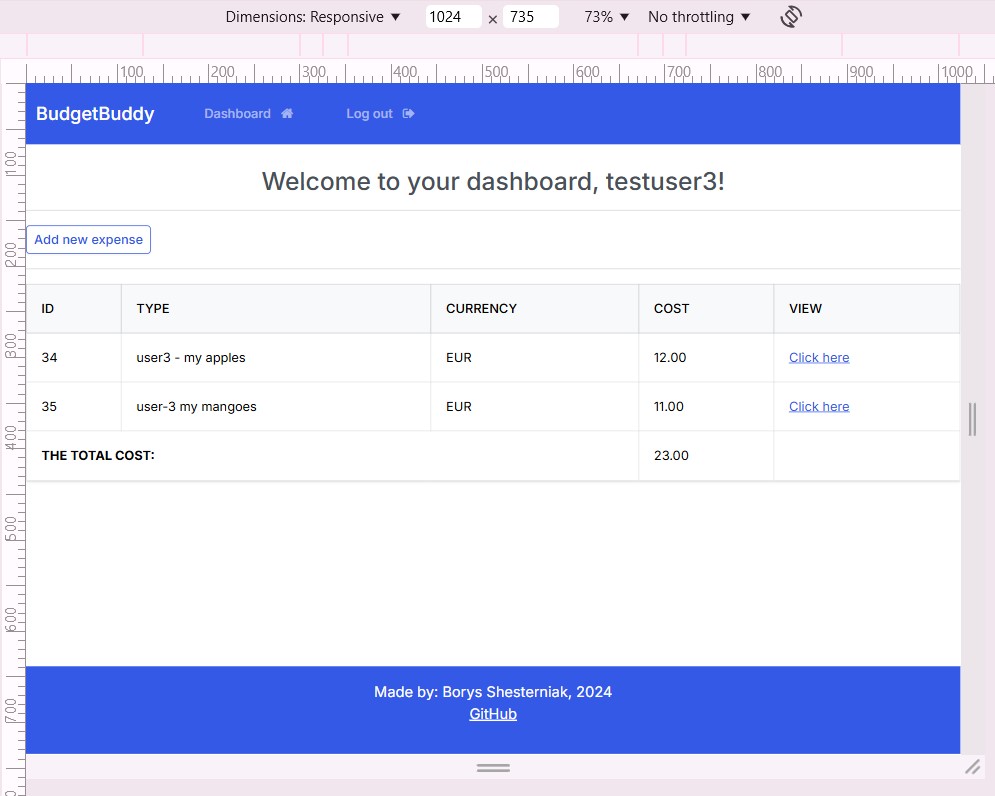 Dimensions: Responsive ▼ 1024 × 735 73% ▼ No throttling ▼
100 200 300 400 500 600 700 800 900 1000
BudgetBuddy Dashboard Log out
100
Welcome to your dashboard, testuser3!
200
Add new expense
ID TYPE CURRENCY COST VIEW
300
34 user3 - my apples EUR 12.00 Click here
35 user-3 my mangoes EUR 11.00 Click here
400
THE TOTAL COST: 23.00
500
600
Made by: Borys Shesterniak, 2024
700
GitHub